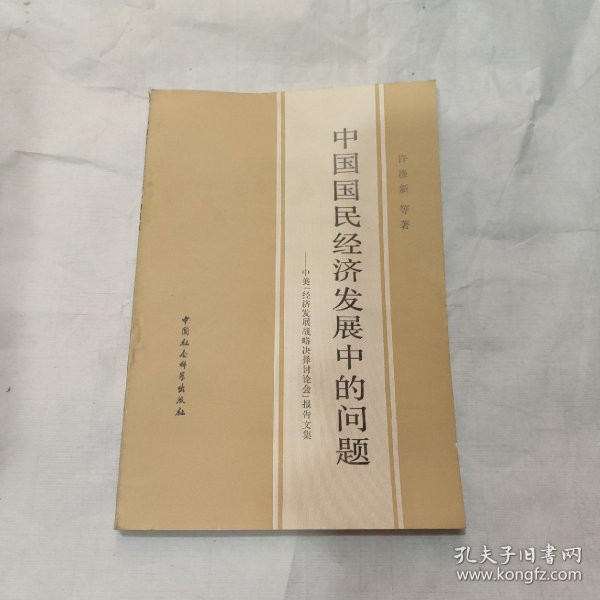 许涤新 等著
中国国民经济发展中的问题
——中美「经济发展战略决择讨论会」报告文集
中国社会科学出版社
孔夫子旧书网
www.kongfz.com